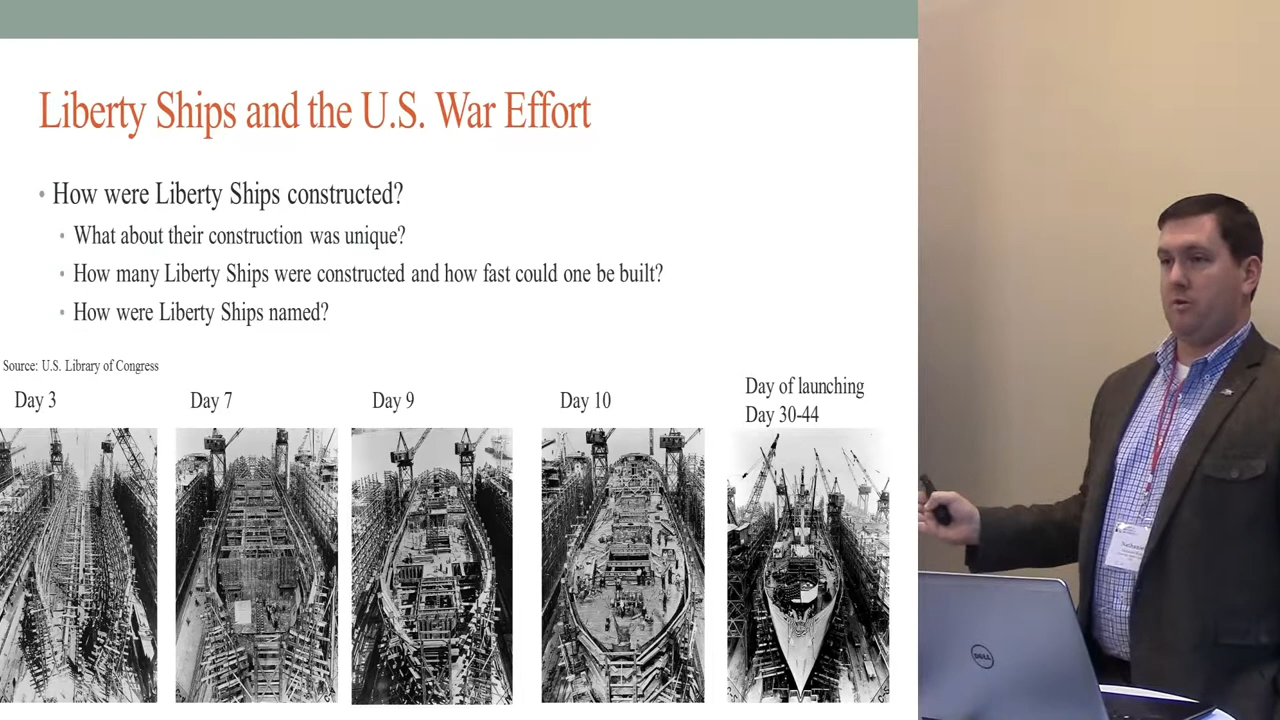 Liberty Ships and the U.S. War Effort
• How were Liberty Ships constructed?
• What about their construction was unique?
• How many Liberty Ships were constructed and how fast could one be built?
• How were Liberty Ships named?
Source: U.S. Library of Congress
Day 3
Day 7
Day 9
Day 10
Day of launching
Day 30-44
DELL